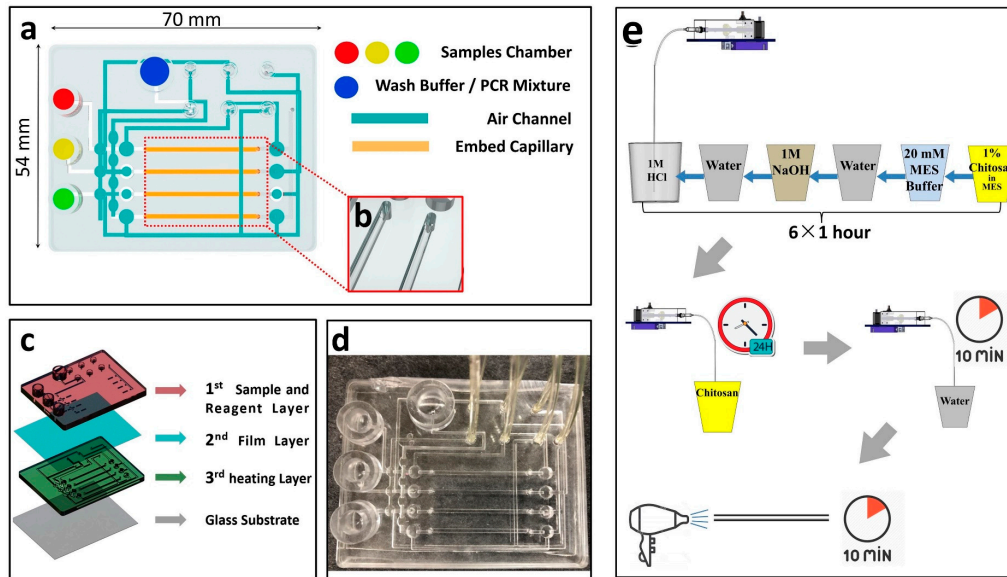 a
70 mm
54 mm
Samples Chamber
Wash Buffer / PCR Mixture
Air Channel
Embed Capillary
b
c
1st Sample and
Reagent Layer
2nd Film Layer
3rd heating Layer
Glass Substrate
d
e
1M
HCl
Water
1M
NaOH
Water
20 mM
MES
Buffer
1%
Chitosa
in
MES
6×1 hour
24H
Chitosan
10 MiN
Water
10 MiN